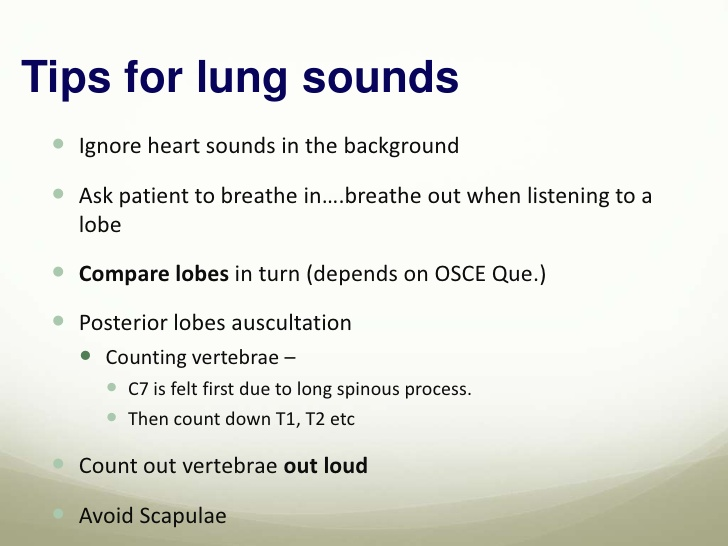 Tips for lung sounds
Ignore heart sounds in the background
Ask patient to breathe in….breathe out when listening to a
lobe
Compare lobes in turn (depends on OSCE Que.)
Posterior lobes auscultation
Counting vertebrae –
C7 is felt first due to long spinous process.
Then count down T1, T2 etc
Count out vertebrae out loud
Avoid Scapulae